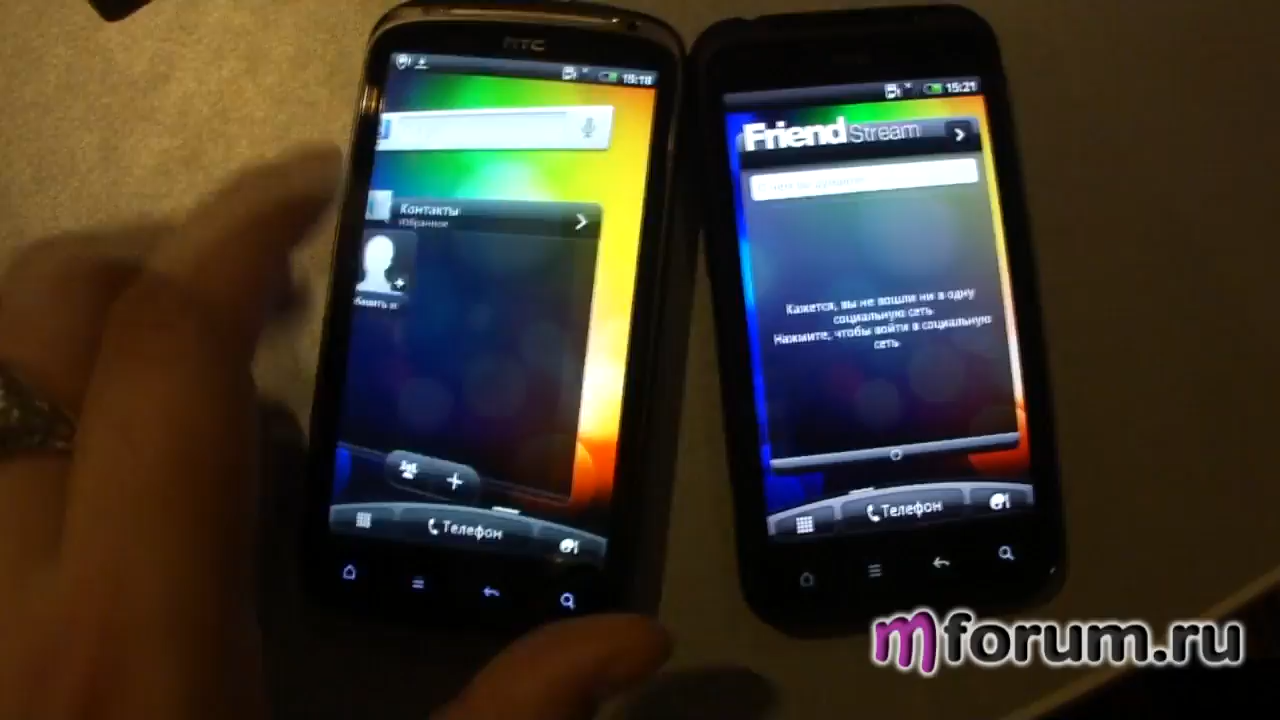 hTC
15:18
Контакты
избранное
Телефон
15:21
Friend Stream
Кажется, вы не вошли ни в одну
социальную сеть
Нажмите, чтобы войти в социальную
сеть
Телефон
mforum.ru